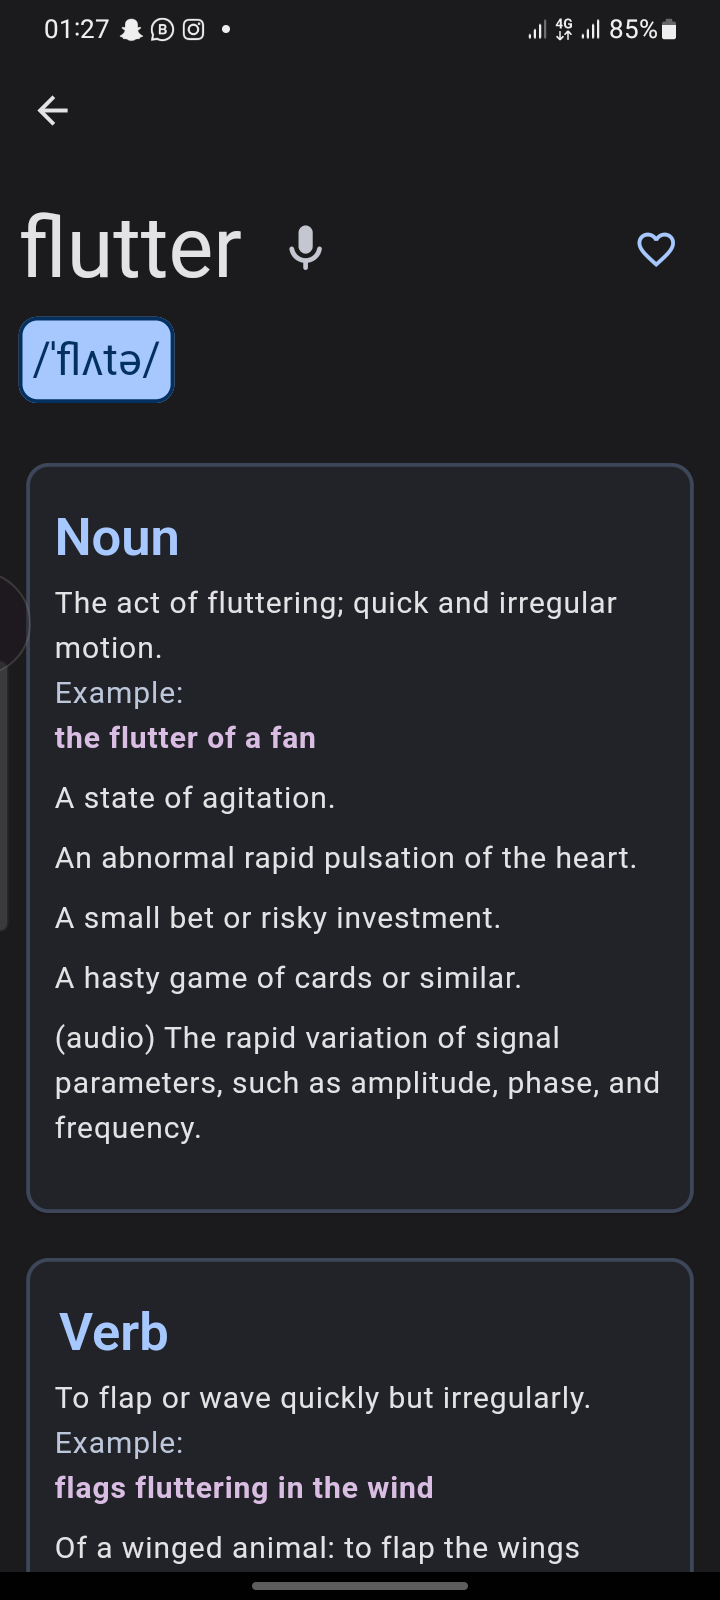 01:27
4G
85%
flutter
/ˈflʌtə/
Noun
The act of fluttering; quick and irregular
motion.
Example:
the flutter of a fan
A state of agitation.
An abnormal rapid pulsation of the heart.
A small bet or risky investment.
A hasty game of cards or similar.
(audio) The rapid variation of signal
parameters, such as amplitude, phase, and
frequency.
Verb
To flap or wave quickly but irregularly.
Example:
flags fluttering in the wind
Of a winged animal: to flap the wings